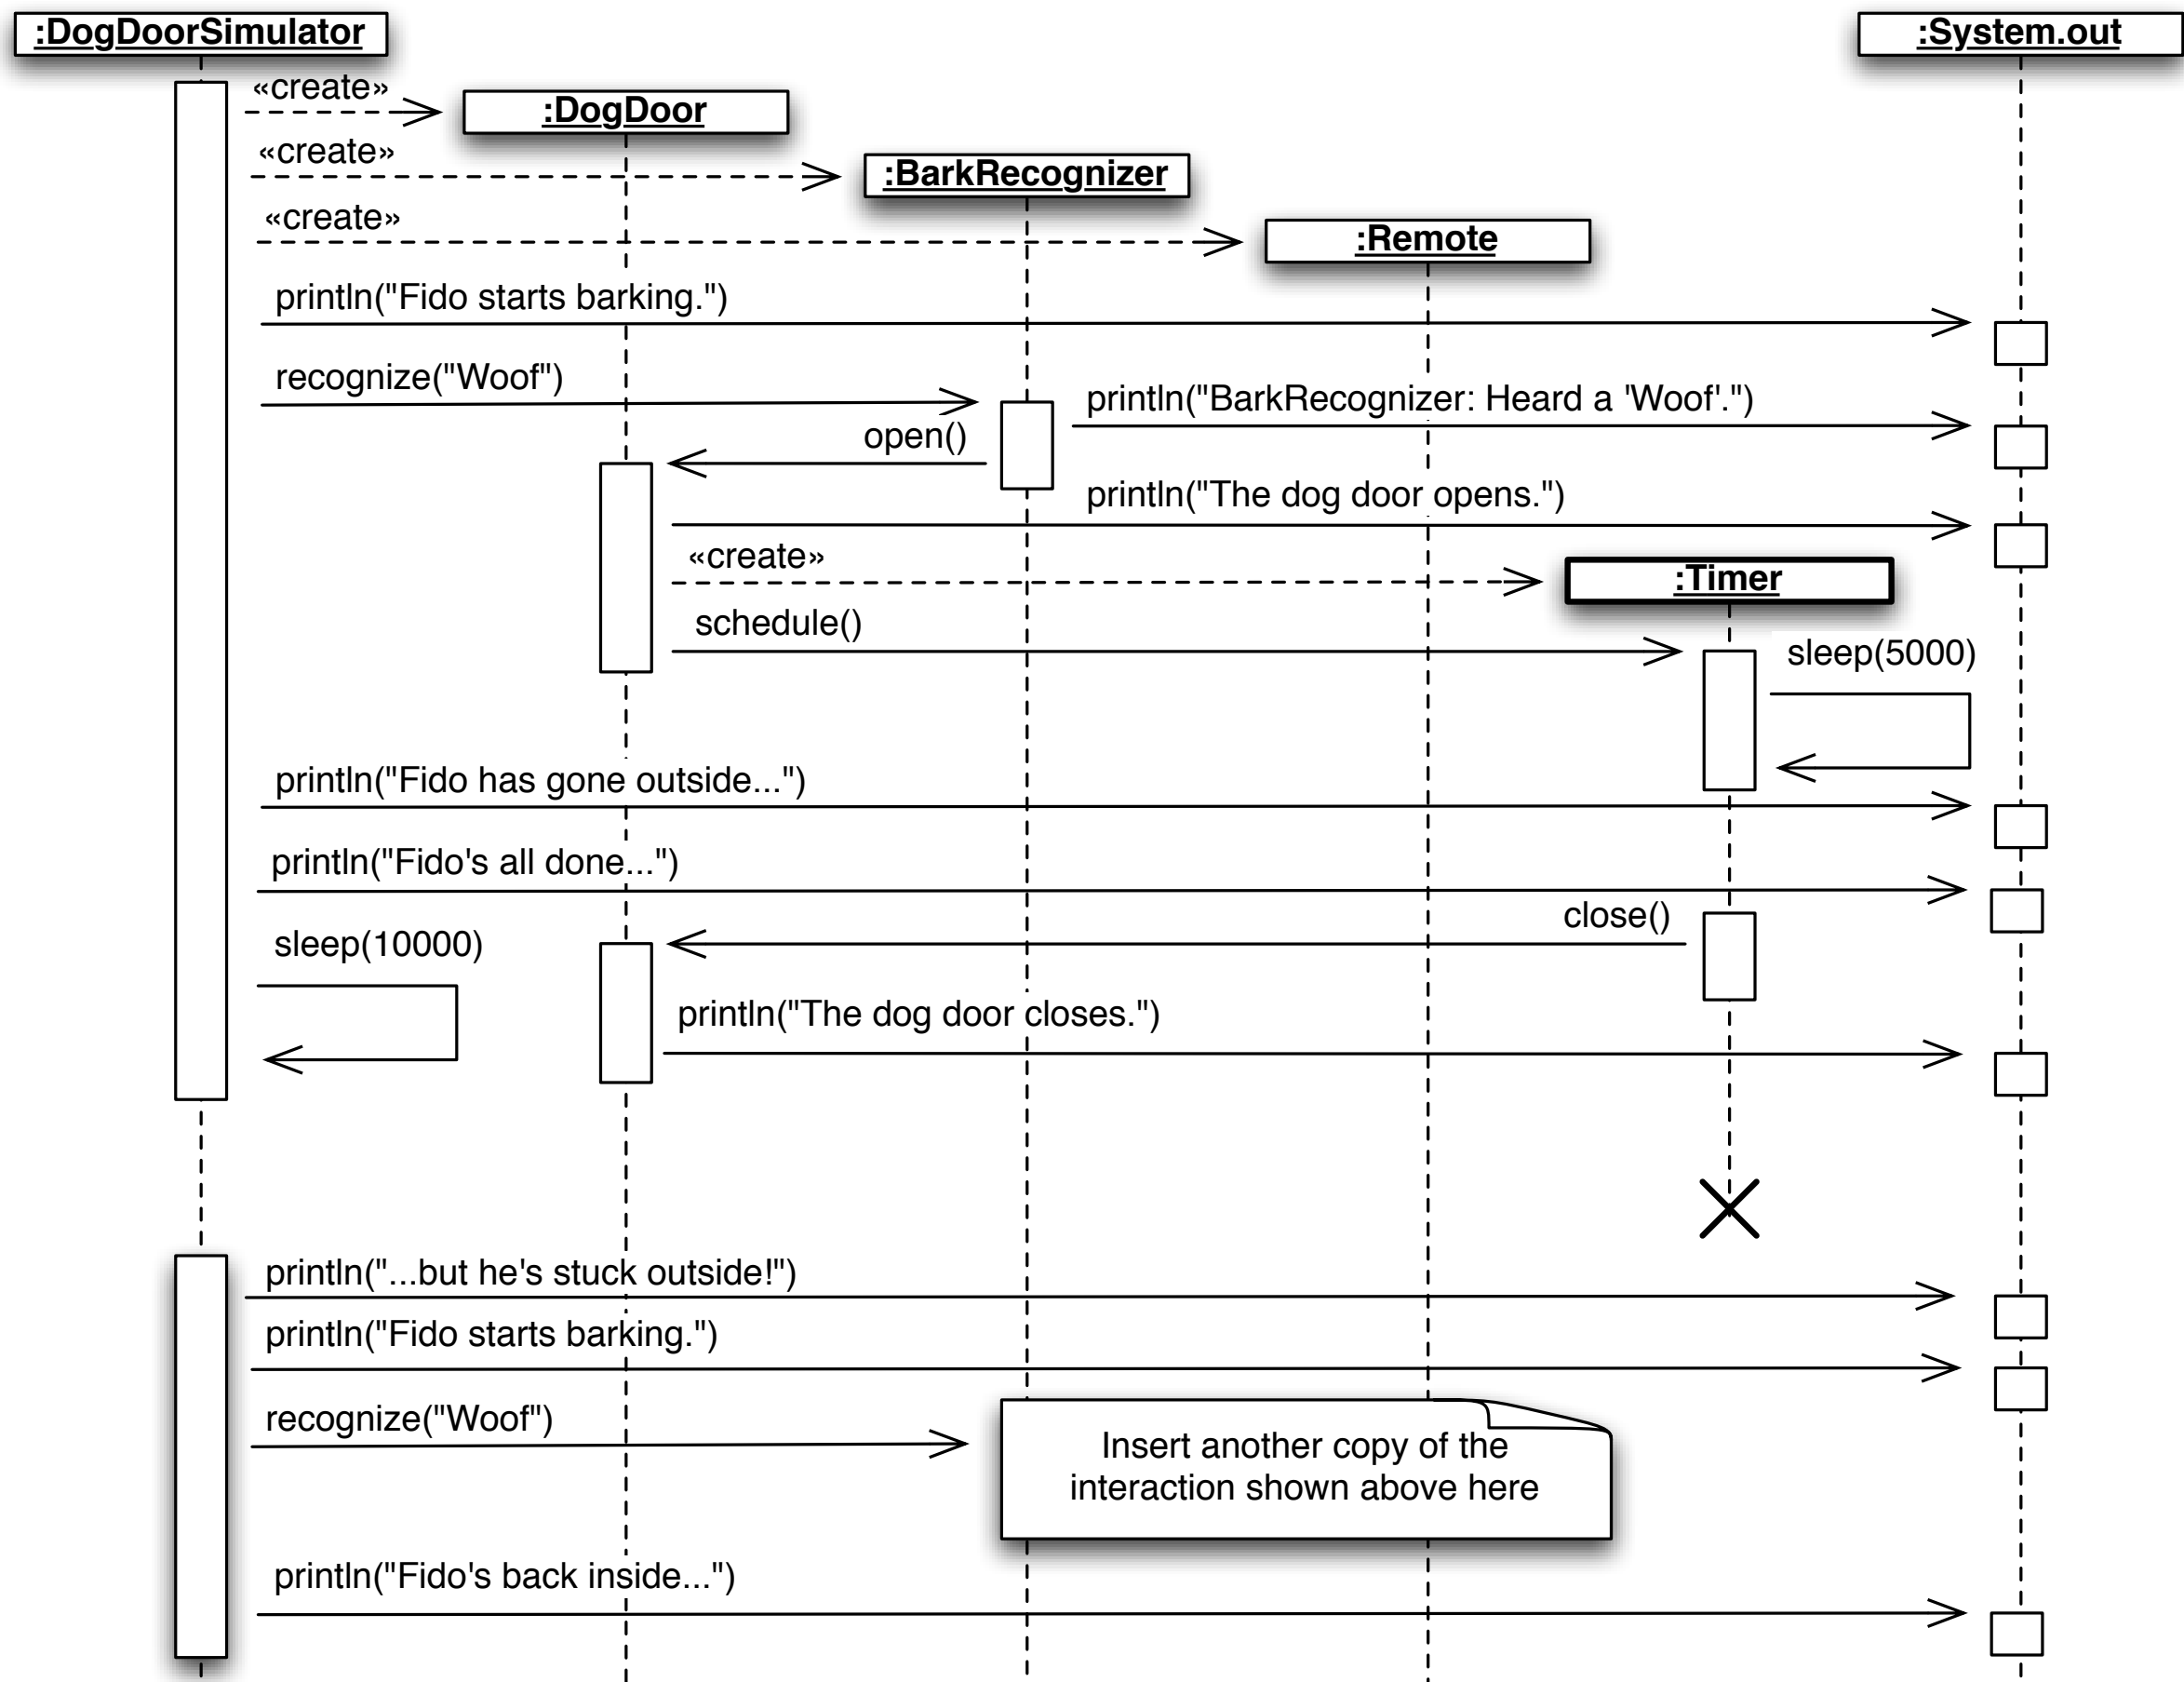 :DogDoorSimulator
:System.out
«create»
:DogDoor
«create»
:BarkRecognizer
«create»
:Remote
println("Fido starts barking.")
recognize("Woof")
println("BarkRecognizer: Heard a 'Woof'.")
open()
println("The dog door opens.")
«create»
:Timer
schedule()
sleep(5000)
println("Fido has gone outside...")
println("Fido's all done...")
close()
sleep(10000)
println("The dog door closes.")
println("...but he's stuck outside!")
println("Fido starts barking.")
recognize("Woof")
Insert another copy of the
interaction shown above here
println("Fido's back inside...")